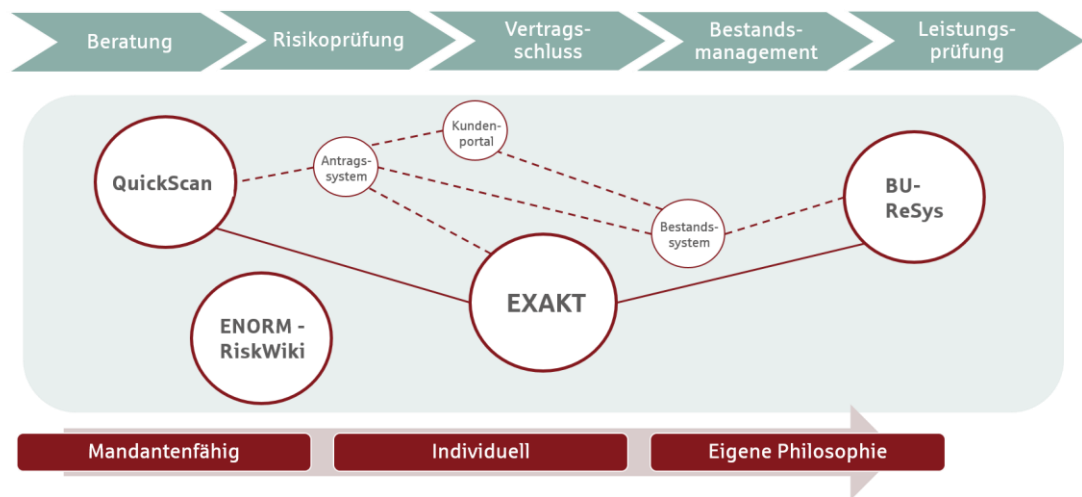 Beratung
Risikoprüfung
Vertrags-
schluss
Bestands-
management
Leistungs-
prüfung
QuickScan
Antrags-
system
Kunden-
portal
Bestands-
system
BU-
ReSys
EXAKT
ENORM -
RiskWiki
Mandantenfähig
Individuell
Eigene Philosophie